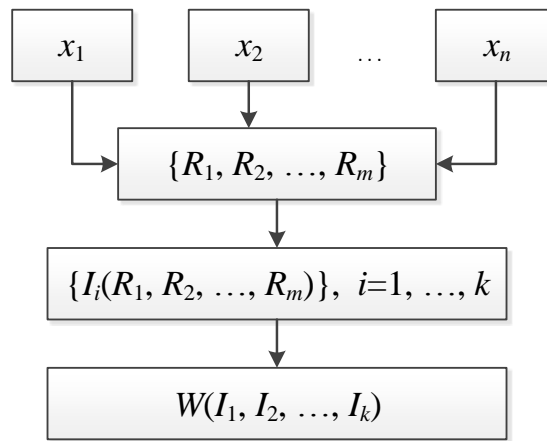 x₁ x₂ … xₙ
{R₁, R₂, …, Rₘ}
{Iᵢ(R₁, R₂, …, Rₘ)}, i=1, …, k
W(I₁, I₂, …, Iₖ)